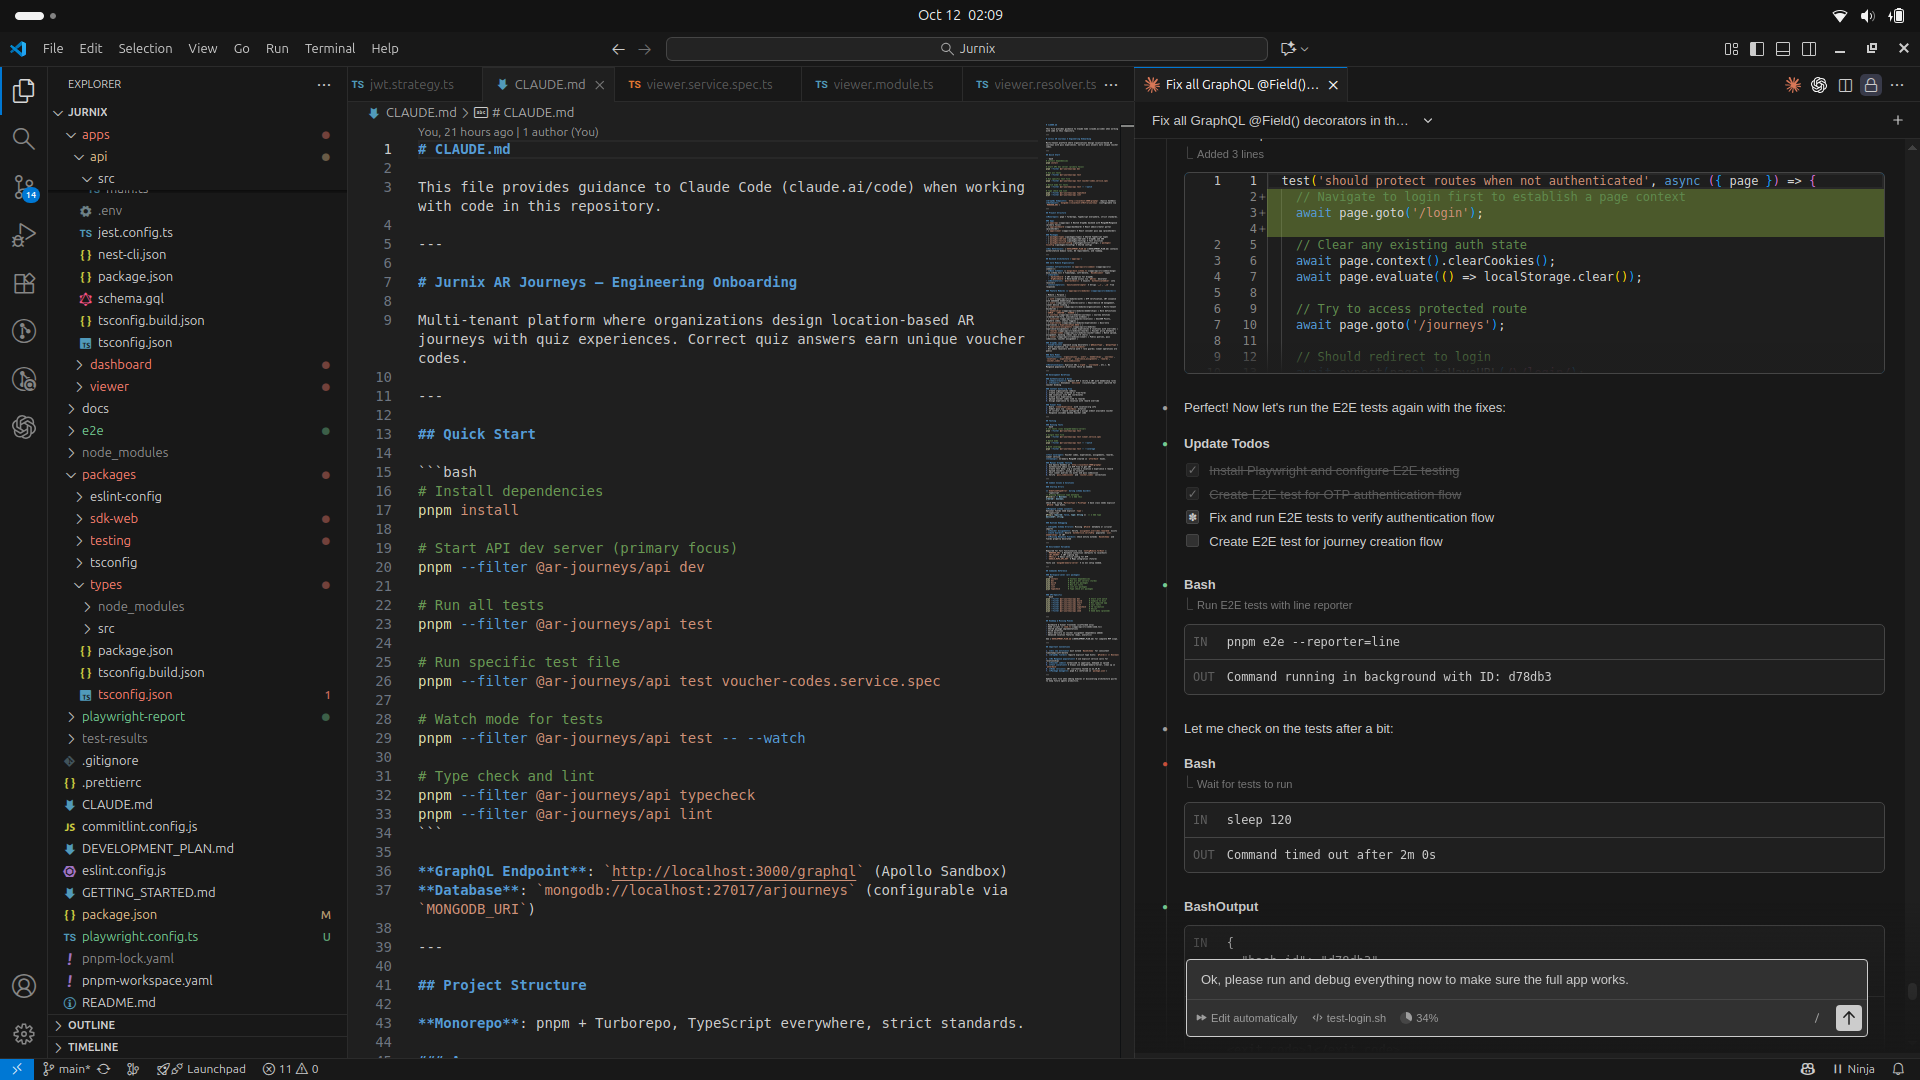 Oct 12 02:09
File Edit Selection View Go Run Terminal Help
Jurnix
EXPLORER
JURNIX
apps
api
src
main.ts
.env
jest.config.ts
nest-cli.json
package.json
schema.gql
tsconfig.build.json
tsconfig.json
dashboard
viewer
docs
e2e
node_modules
packages
eslint-config
sdk-web
testing
tsconfig
types
node_modules
src
package.json
tsconfig.build.json
tsconfig.json 1
playwright-report
test-results
.gitignore
.prettierrc
CLAUDE.md
commitlint.config.js
DEVELOPMENT_PLAN.md
eslint.config.js
GETTING_STARTED.md
package.json M
playwright.config.ts U
pnpm-lock.yaml
pnpm-workspace.yaml
README.md
OUTLINE
TIMELINE
14
TS jwt.strategy.ts CLAUDE.md TS viewer.service.spec.ts TS viewer.module.ts TS viewer.resolver.ts
CLAUDE.md > # CLAUDE.md
You, 21 hours ago | 1 author (You)
1 # CLAUDE.md
2
3 This file provides guidance to Claude Code (claude.ai/code) when working
with code in this repository.
4
5 ---
6
7 # Jurnix AR Journeys — Engineering Onboarding
8
9 Multi-tenant platform where organizations design location-based AR
journeys with quiz experiences. Correct quiz answers earn unique voucher
codes.
10
11 ---
12
13 ## Quick Start
14
15 ```bash
16 # Install dependencies
17 pnpm install
18
19 # Start API dev server (primary focus)
20 pnpm --filter @ar-journeys/api dev
21
22 # Run all tests
23 pnpm --filter @ar-journeys/api test
24
25 # Run specific test file
26 pnpm --filter @ar-journeys/api test voucher-codes.service.spec
27
28 # Watch mode for tests
29 pnpm --filter @ar-journeys/api test -- --watch
30
31 # Type check and lint
32 pnpm --filter @ar-journeys/api typecheck
33 pnpm --filter @ar-journeys/api lint
34 ```
35
36 **GraphQL Endpoint**: `http://localhost:3000/graphql` (Apollo Sandbox)
37 **Database**: `mongodb://localhost:27017/arjourneys` (configurable via
`MONGODB_URI`)
38
39 ---
40
41 ## Project Structure
42
43 **Monorepo**: pnpm + Turborepo, TypeScript everywhere, strict standards.
44
Fix all GraphQL @Field()...
Fix all GraphQL @Field() decorators in th...
Added 3 lines
1 1 test('should protect routes when not authenticated', async ({ page }) => {
2+ // Navigate to login first to establish a page context
3+ await page.goto('/login');
4+
2 5 // Clear any existing auth state
3 6 await page.context().clearCookies();
4 7 await page.evaluate(() => localStorage.clear());
5 8
6 9 // Try to access protected route
7 10 await page.goto('/journeys');
8 11
9 12 // Should redirect to login
Perfect! Now let's run the E2E tests again with the fixes:
Update Todos
Install Playwright and configure E2E testing
Create E2E test for OTP authentication flow
Fix and run E2E tests to verify authentication flow
Create E2E test for journey creation flow
Bash
Run E2E tests with line reporter
IN pnpm e2e --reporter=line
OUT Command running in background with ID: d78db3
Let me check on the tests after a bit:
Bash
Wait for tests to run
IN sleep 120
OUT Command timed out after 2m 0s
BashOutput
IN {
"bash_id": "d78db3"
Ok, please run and debug everything now to make sure the full app works.
Edit automatically test-login.sh 34% /
main* Launchpad 11 0 Ninja